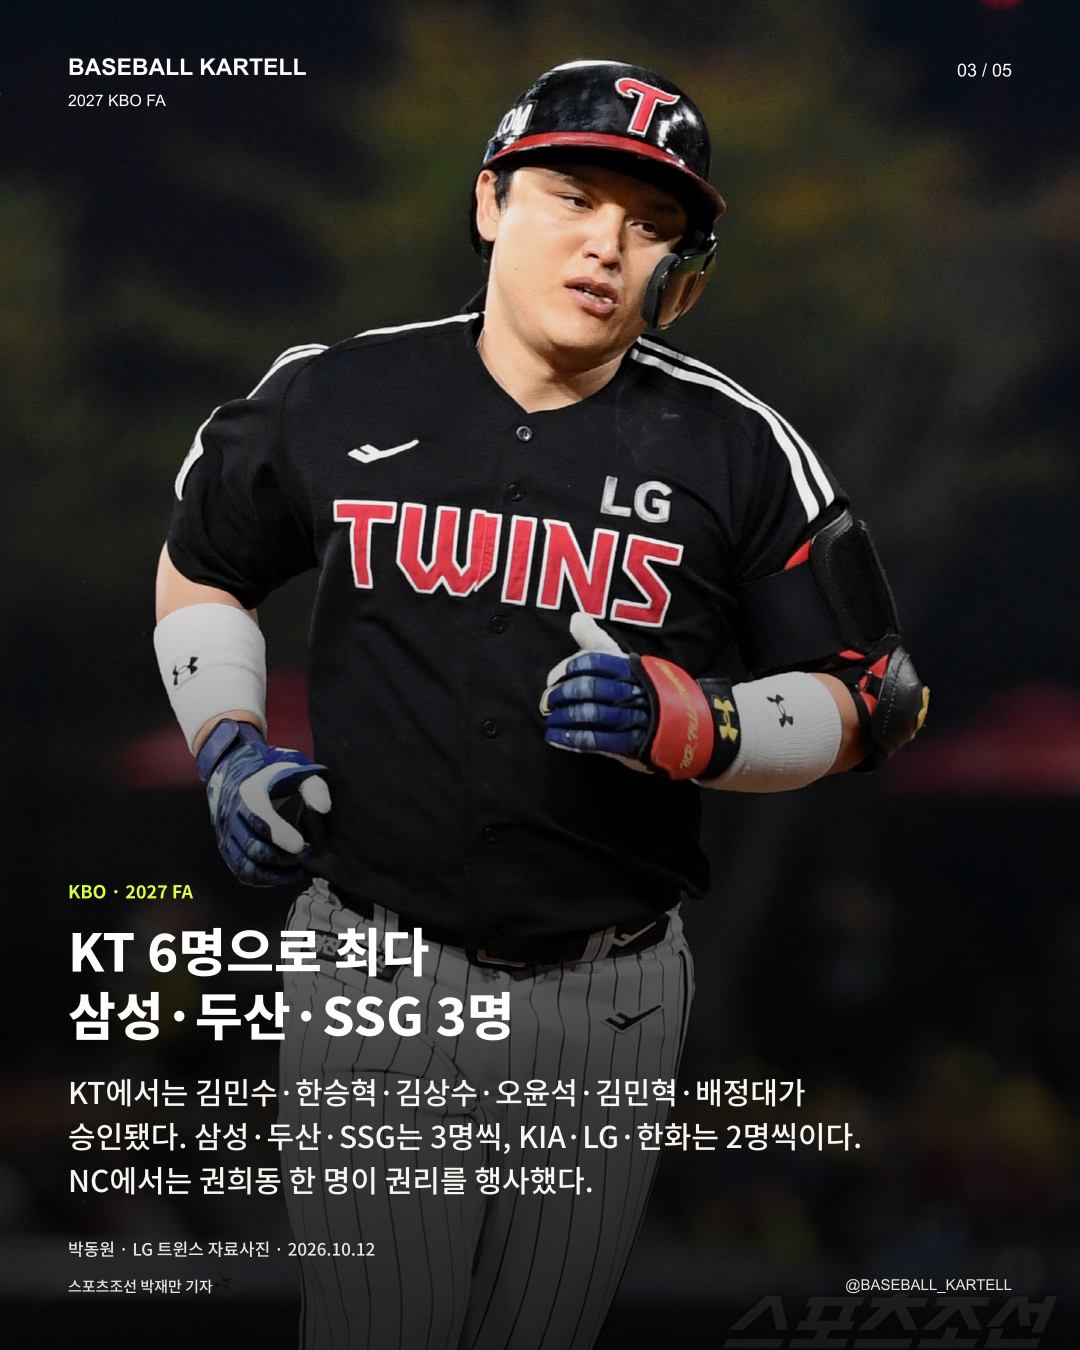 BASEBALL KARTELL
03 / 05
2027 KBO FA
.COM
T
LG
TWINS
KBO · 2027 FA
KT 6명으로 최다
삼성·두산·SSG 3명
KT에서는 김민수·한승혁·김상수·오윤석·김민혁·배정대가
승인됐다. 삼성·두산·SSG는 3명씩, KIA·LG·한화는 2명씩이다.
NC에서는 권희동 한 명이 권리를 행사했다.
박동원 · LG 트윈스 자료사진 · 2026.10.12
스포츠조선 박재만 기자
@BASEBALL_KARTELL
스포츠조선